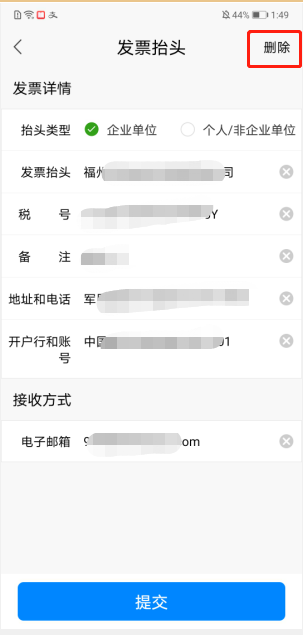 44% 1:49
发票抬头 删除
发票详情
抬头类型 企业单位 个人/非企业单位
发票抬头 福州 司
税 号 Y
备 注
地址和电话 军
开户行和账 中国 01
号
接收方式
电子邮箱 9 om
提交